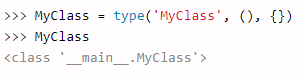 >>> MyClass = type('MyClass', (), {})
>>> MyClass
<class '__main__.MyClass'>